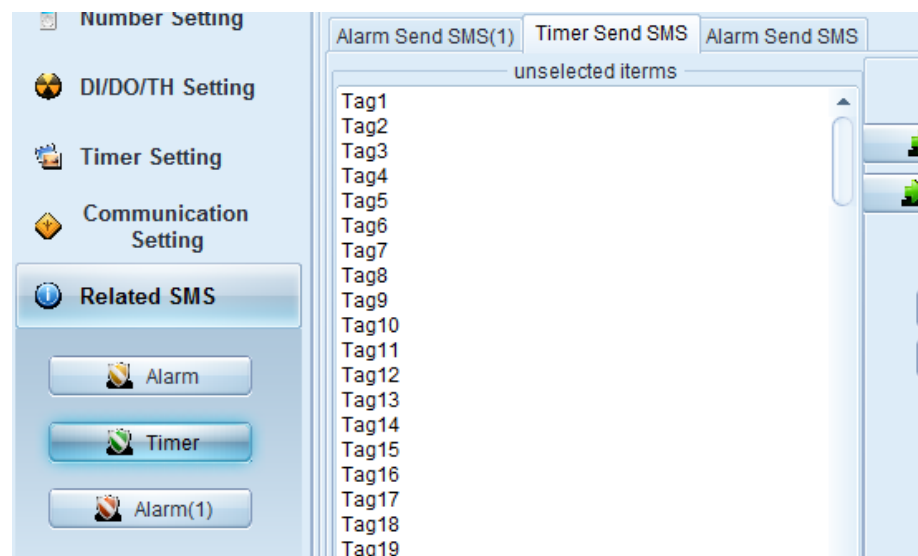 Number Setting
DI/DO/TH Setting
Timer Setting
Communication
Setting
Related SMS
Alarm
Timer
Alarm(1)
Alarm Send SMS(1)
Timer Send SMS
Alarm Send SMS
unselected iterms
Tag1
Tag2
Tag3
Tag4
Tag5
Tag6
Tag7
Tag8
Tag9
Tag10
Tag11
Tag12
Tag13
Tag14
Tag15
Tag16
Tag17
Tag18
Tag19